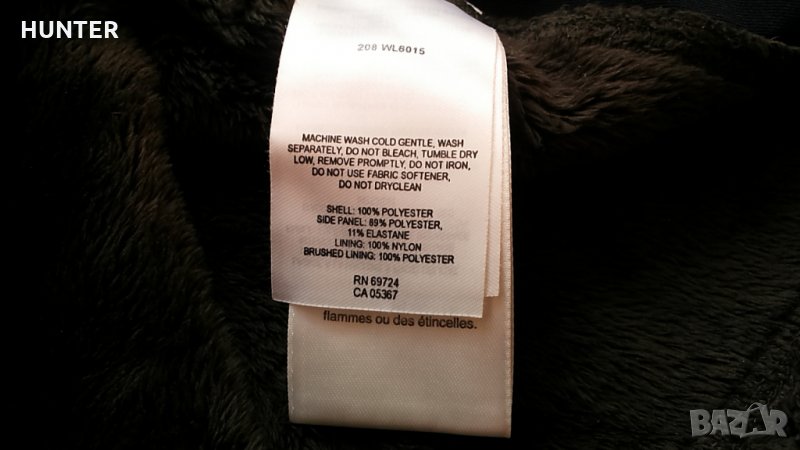 HUNTER
208 WL6015
MACHINE WASH COLD GENTLE, WASH
SEPARATELY, DO NOT BLEACH, TUMBLE DRY
LOW, REMOVE PROMPTLY, DO NOT IRON,
DO NOT USE FABRIC SOFTENER,
DO NOT DRYCLEAN
SHELL: 100% POLYESTER
SIDE PANEL: 89% POLYESTER,
11% ELASTANE
LINING: 100% NYLON
BRUSHED LINING: 100% POLYESTER
RN 69724
CA 05367
flammes ou des étincelles.
BAZAR